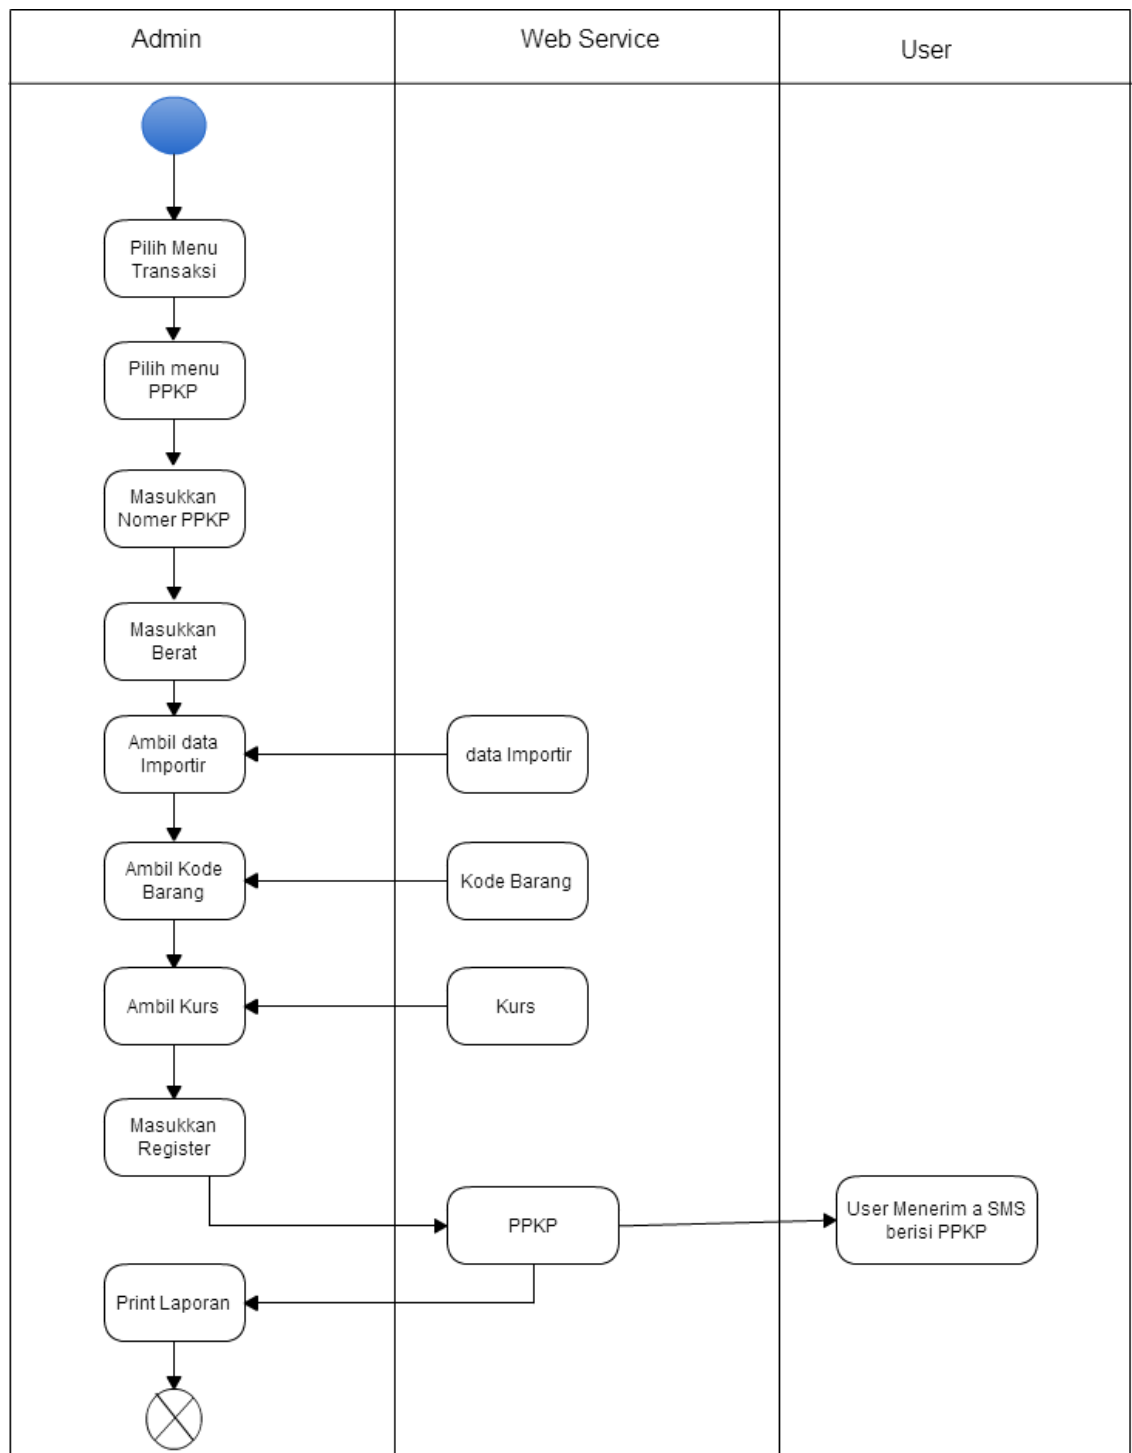 Admin
Web Service
User
Pilih Menu
Transaksi
Pilih menu
PPKP
Masukkan
Nomer PPKP
Masukkan
Berat
Ambil data
Importir
data Importir
Ambil Kode
Barang
Kode Barang
Ambil Kurs
Kurs
Masukkan
Register
PPKP
User Menerim a SMS
berisi PPKP
Print Laporan